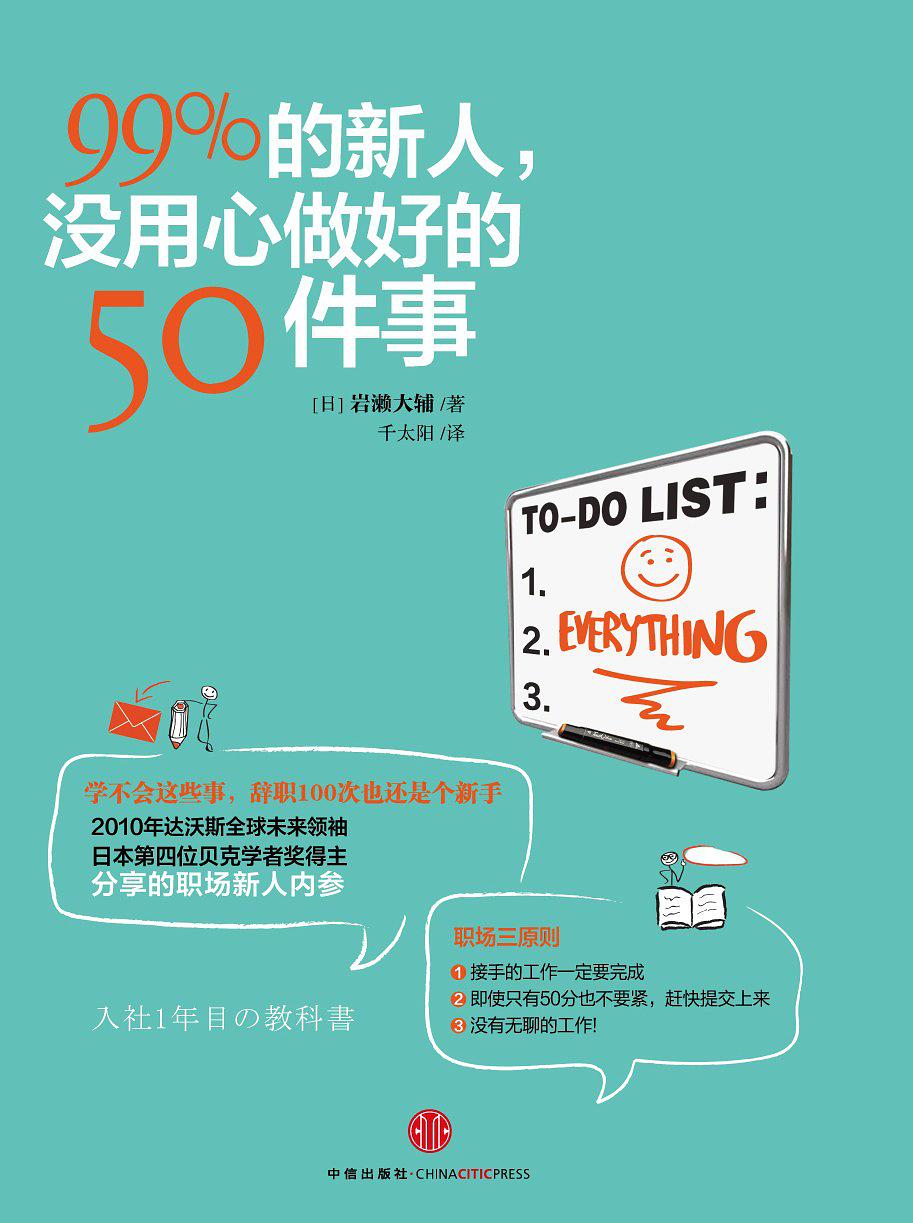 99%的新人，
没用心做好的
50件事
[日] 岩濑大辅 /著
千太阳 /译
TO-DO LIST:
1.
2. EVERYTHING
3.
学不会这些事，辞职100次也还是个新手
2010年达沃斯全球未来领袖
日本第四位贝克学者奖得主
分享的职场新人内参
职场三原则
1 接手的工作一定要完成
2 即使只有50分也不要紧，赶快提交上来
3 没有无聊的工作!
入社1年目の教科書
中信出版社·CHINACITICPRESS